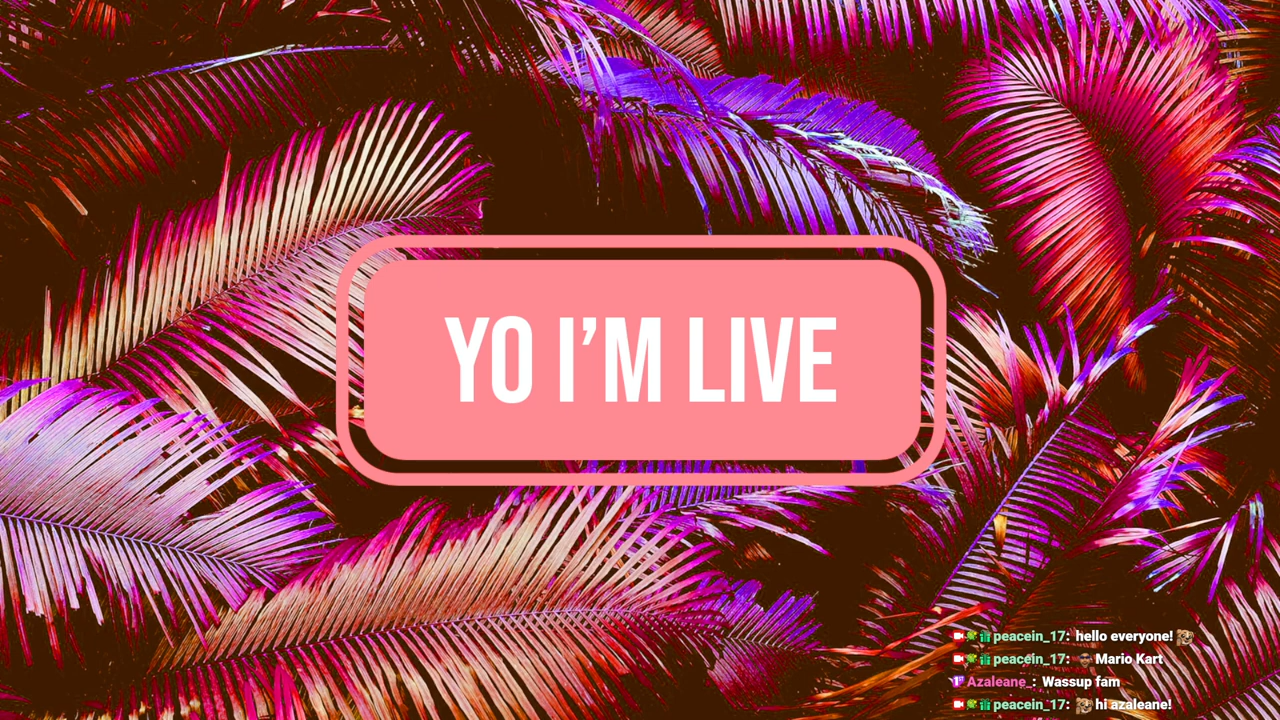 YO I’M LIVE
peacein_17: hello everyone!
peacein_17: Mario Kart
Azaleane_: Wassup fam
peacein_17: hi azaleane!